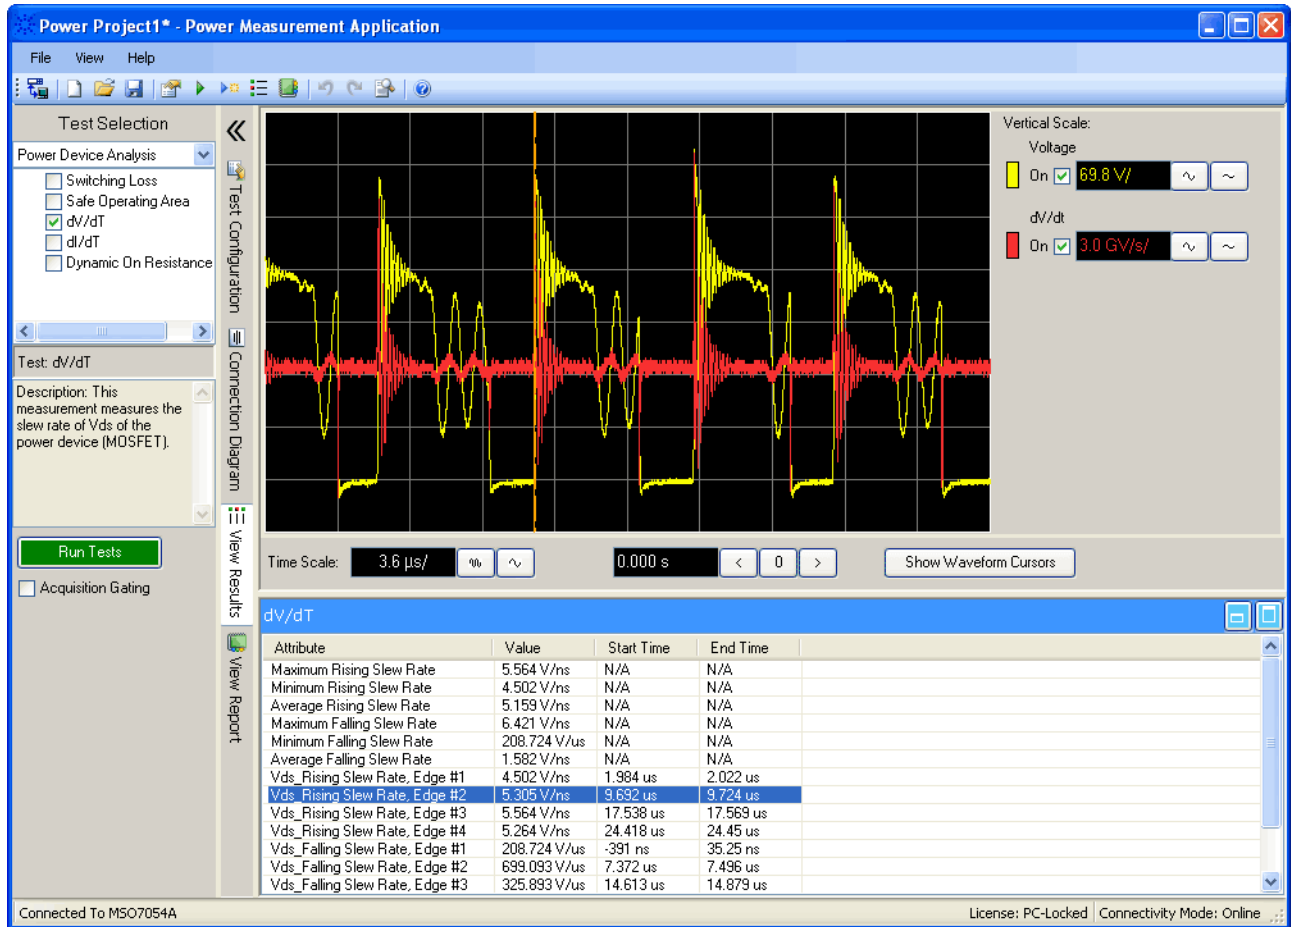 Power Project1* - Power Measurement Application
File View Help
Test Selection
Power Device Analysis
Switching Loss
Safe Operating Area
dV/dT
dI/dT
Dynamic On Resistance
Test: dV/dT
Description: This
measurement measures the
slew rate of Vds of the
power device (MOSFET).
Run Tests
Acquisition Gating
Test Configuration
Connection Diagram
View Results
View Report
Vertical Scale:
Voltage
On 69.8 V/
dV/dt
On 3.0 GV/s/
Time Scale: 3.6 µs/ 0.000 s < 0 > Show Waveform Cursors
dV/dT
Attribute Value Start Time End Time
Maximum Rising Slew Rate 5.564 V/ns N/A N/A
Minimum Rising Slew Rate 4.502 V/ns N/A N/A
Average Rising Slew Rate 5.159 V/ns N/A N/A
Maximum Falling Slew Rate 6.421 V/ns N/A N/A
Minimum Falling Slew Rate 208.724 V/us N/A N/A
Average Falling Slew Rate 1.582 V/ns N/A N/A
Vds_Rising Slew Rate, Edge #1 4.502 V/ns 1.984 us 2.022 us
Vds_Rising Slew Rate, Edge #2 5.305 V/ns 9.692 us 9.724 us
Vds_Rising Slew Rate, Edge #3 5.564 V/ns 17.538 us 17.569 us
Vds_Rising Slew Rate, Edge #4 5.264 V/ns 24.418 us 24.45 us
Vds_Falling Slew Rate, Edge #1 208.724 V/us -391 ns 35.25 ns
Vds_Falling Slew Rate, Edge #2 699.093 V/us 7.372 us 7.496 us
Vds_Falling Slew Rate, Edge #3 325.893 V/us 14.613 us 14.879 us
Connected To MSO7054A License: PC-Locked Connectivity Mode: Online